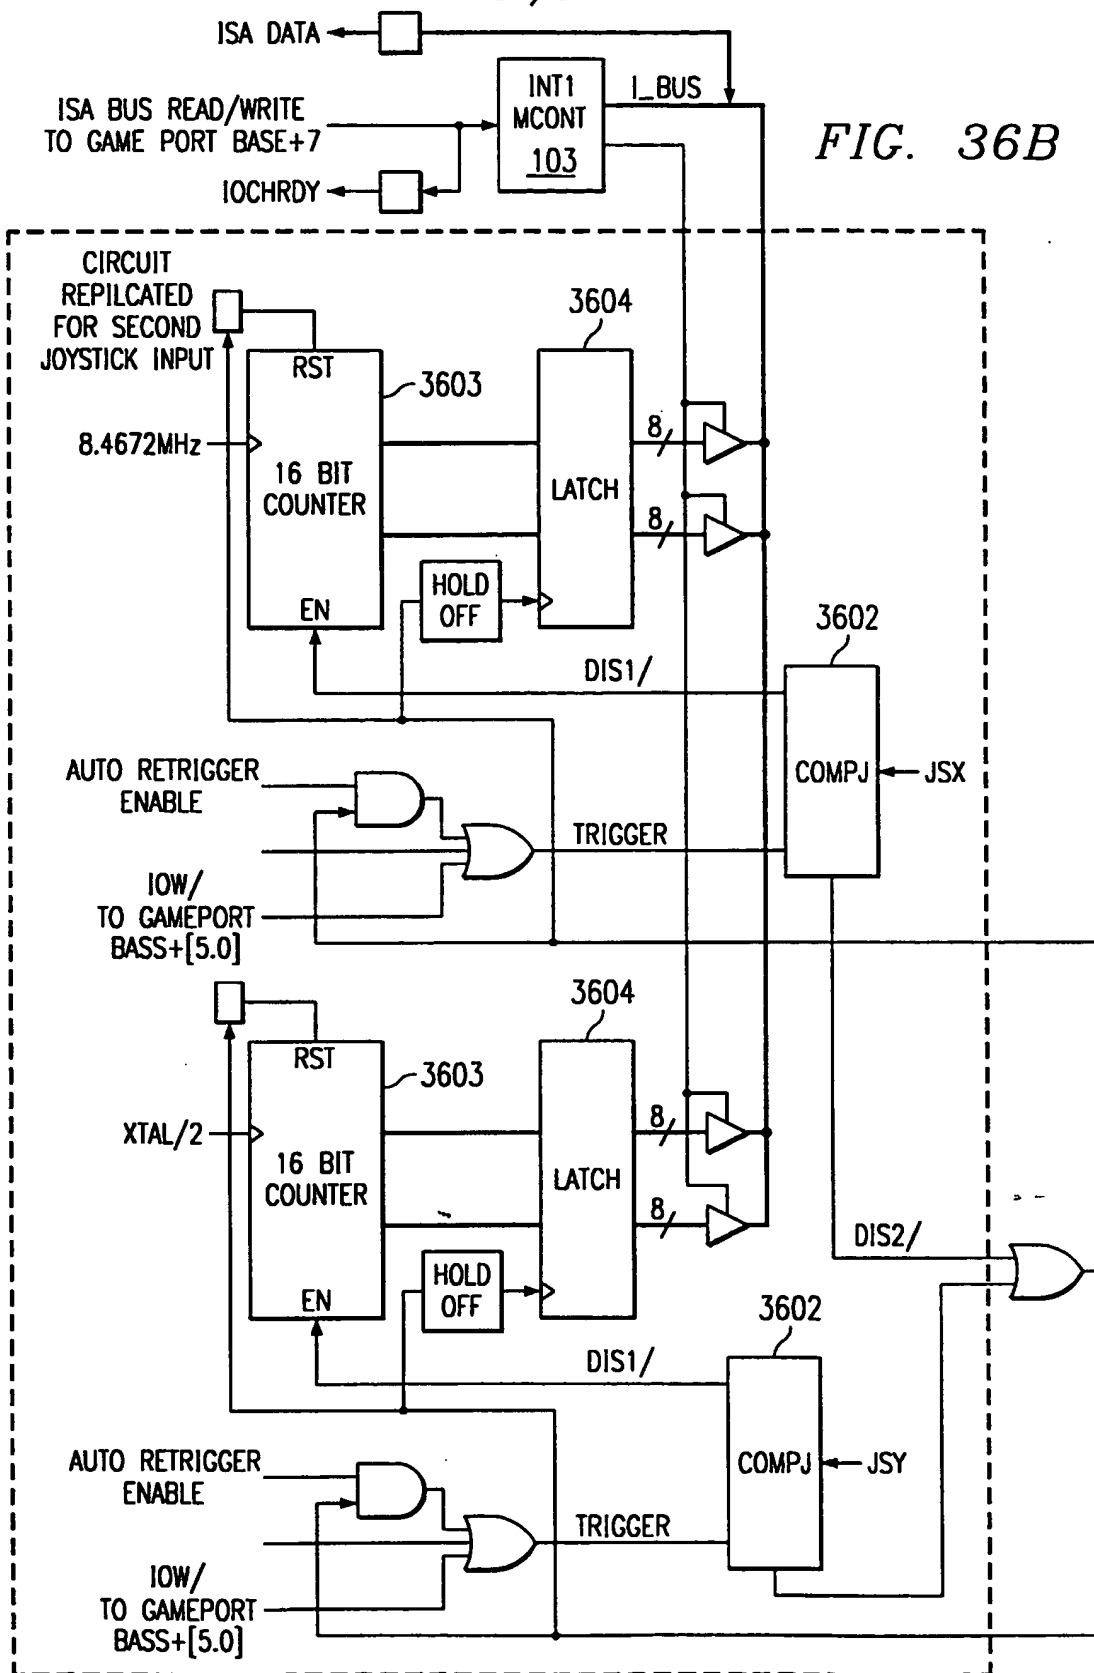 ISA DATA
INT1
MCONT
103
I_BUS
ISA BUS READ/WRITE
TO GAME PORT BASE+7
FIG. 36B
IOCHRDY
CIRCUIT
REPILCATED
FOR SECOND
JOYSTICK INPUT
RST
3603
3604
8.4672MHz
16 BIT
COUNTER
LATCH
8
8
HOLD
OFF
EN
3602
DIS1/
COMPJ
JSX
AUTO RETRIGGER
ENABLE
TRIGGER
IOW/
TO GAMEPORT
BASS+[5.0]
3604
RST
3603
XTAL/2
16 BIT
COUNTER
LATCH
8
8
DIS2/
HOLD
OFF
EN
3602
DIS1/
COMPJ
JSY
AUTO RETRIGGER
ENABLE
TRIGGER
IOW/
TO GAMEPORT
BASS+[5.0]